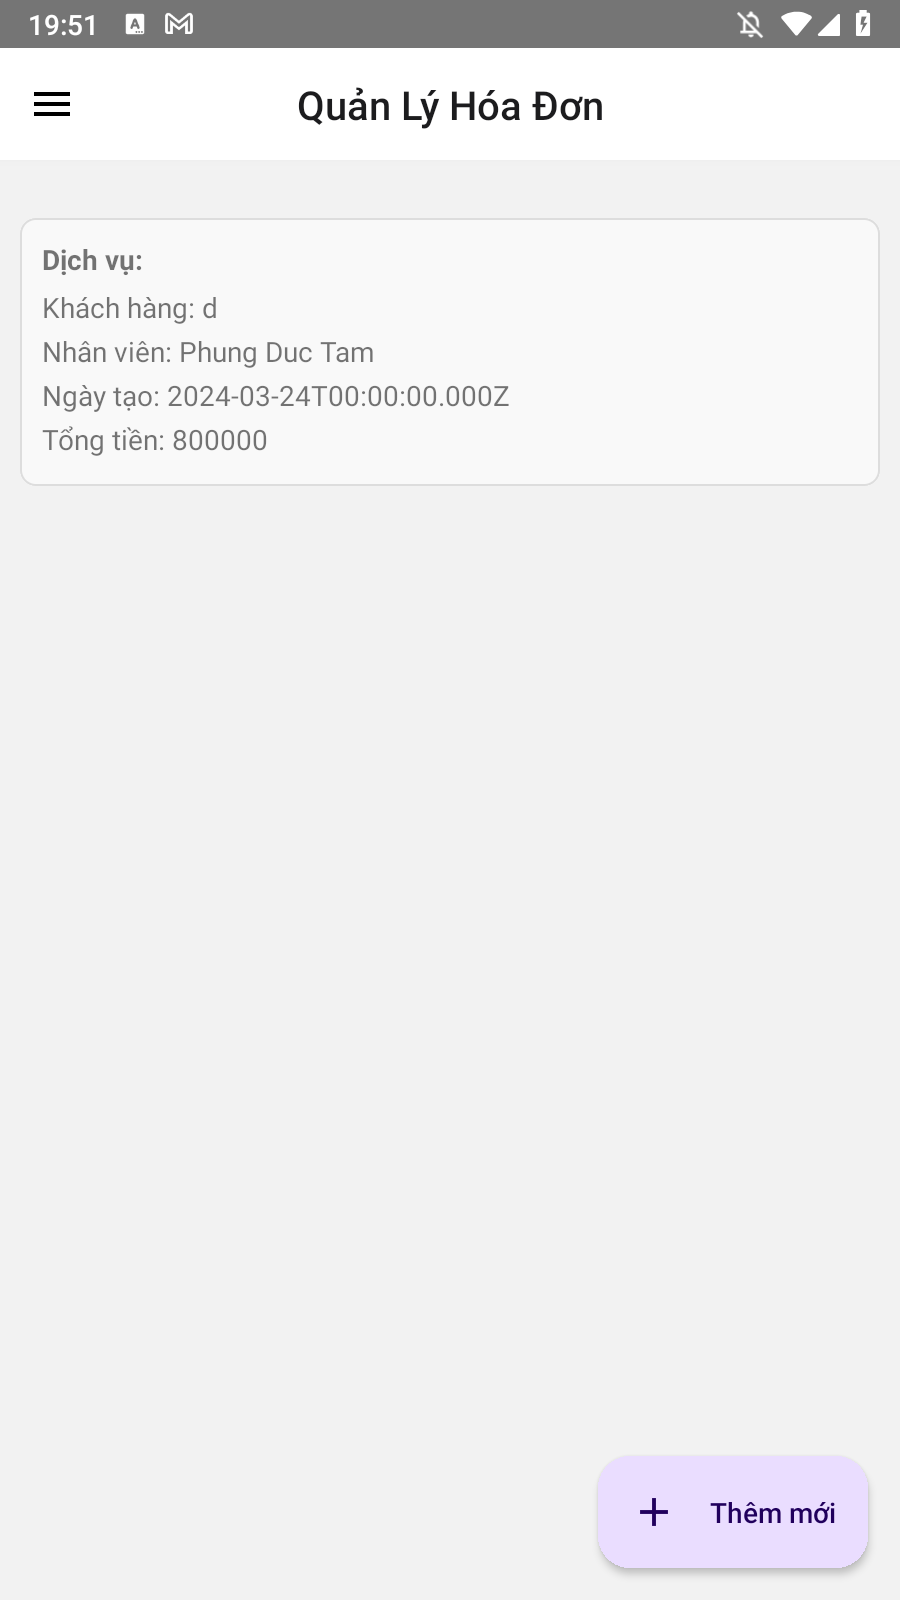 19:51
Quản Lý Hóa Đơn
Dịch vụ:
Khách hàng: d
Nhân viên: Phung Duc Tam
Ngày tạo: 2024-03-24T00:00:00.000Z
Tổng tiền: 800000
Thêm mới